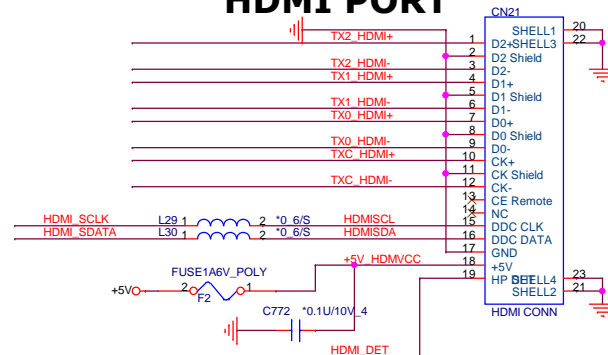 HDMI PORT
CN21
SHELL1 20
TX2_HDMI+ 1 D2+ SHELL3 22
2 D2 Shield
TX2_HDMI- 3 D2-
TX1_HDMI+ 4 D1+
5 D1 Shield
TX1_HDMI- 6 D1-
TX0_HDMI+ 7 D0+
8 D0 Shield
TX0_HDMI- 9 D0-
TXC_HDMI+ 10 CK+
11 CK Shield
TXC_HDMI- 12 CK-
13 CE Remote
14 NC
HDMI_SCLK L29 1 2 *0_6/S HDMISCL 15 DDC CLK
HDMI_SDATA L30 1 2 *0_6/S HDMISDA 16 DDC DATA
17 GND
+5V_HDMVCC 18 +5V
FUSE1A6V_POLY 19 HP DET SHELL4 23
+5V 2 F2 1 SHELL2 21
C772 *0.1U/10V_4 HDMI CONN
HDMI_DET